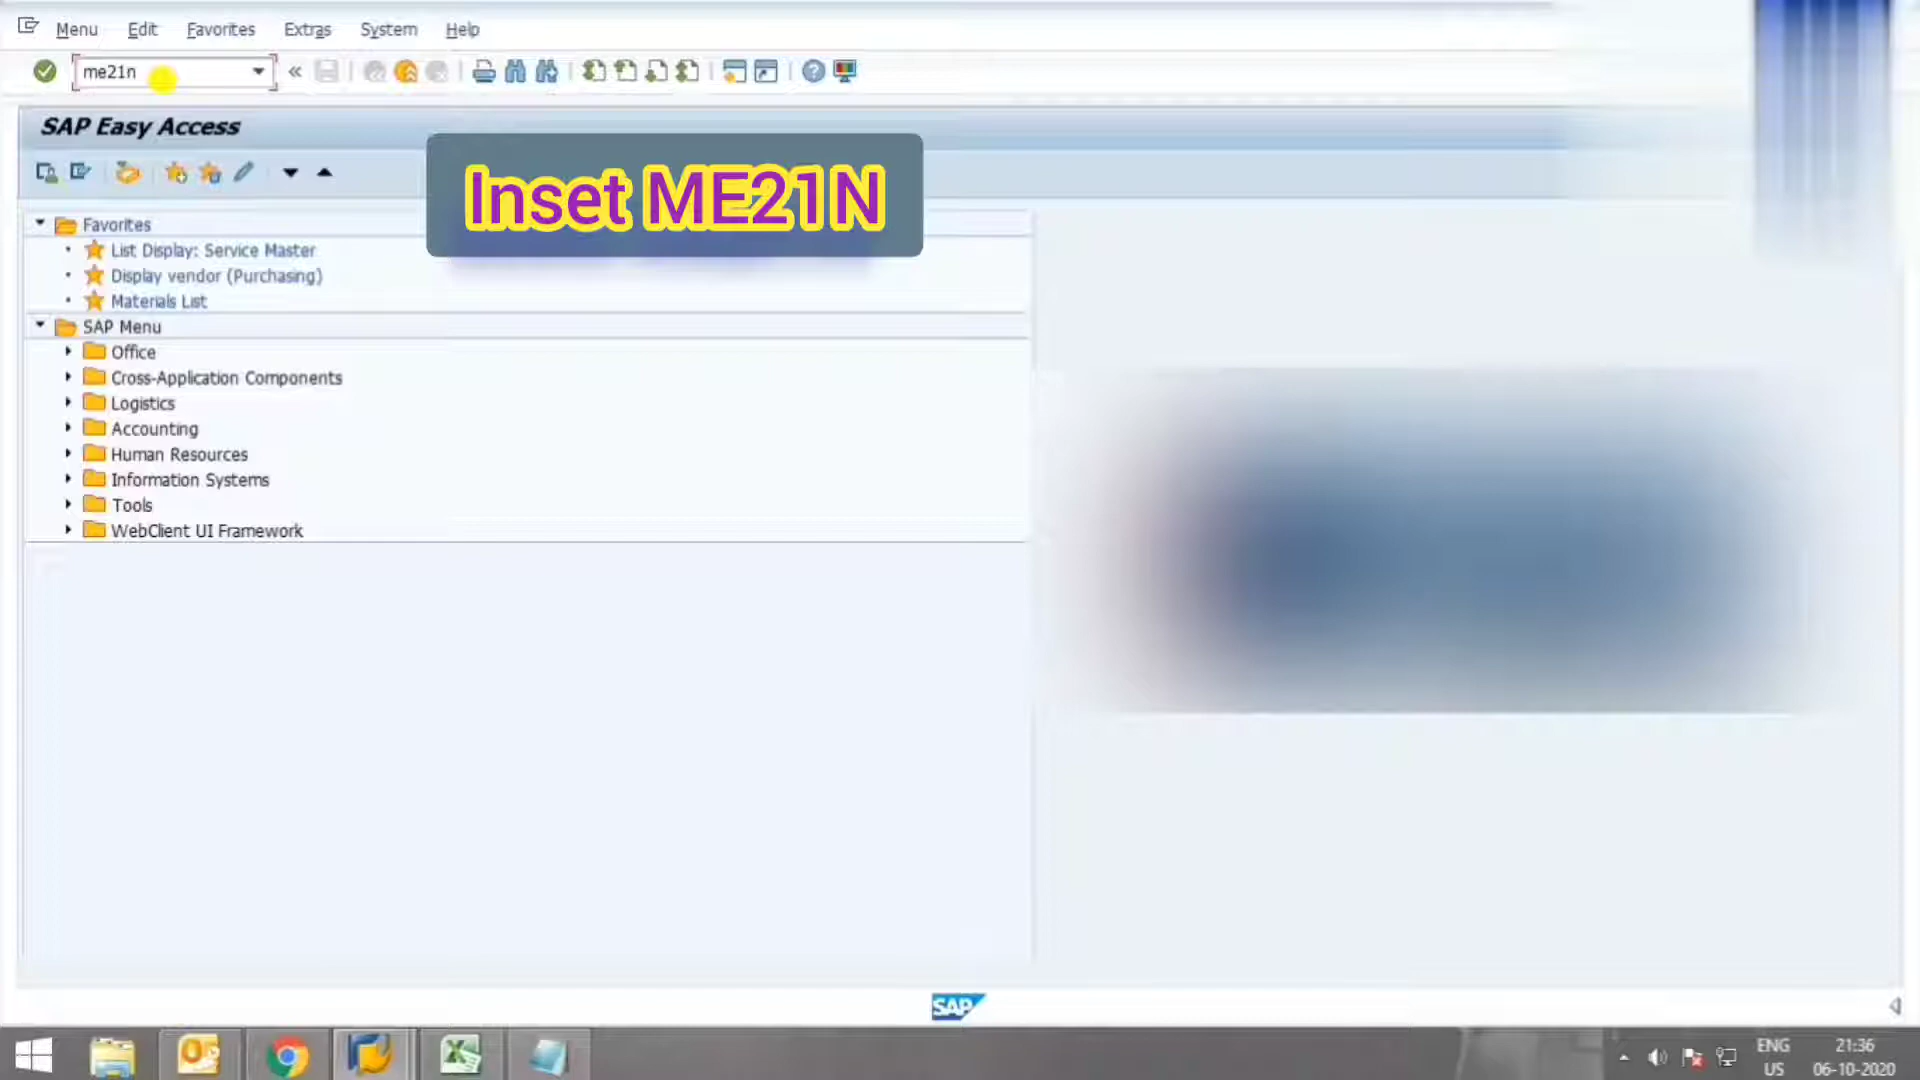 Menu Edit Favorites Extras System Help
me21n
SAP Easy Access
Inset ME21N
Favorites
List Display: Service Master
Display vendor (Purchasing)
Materials List
SAP Menu
Office
Cross-Application Components
Logistics
Accounting
Human Resources
Information Systems
Tools
WebClient UI Framework
SAP
ENG 21:36
US 06-10-2020